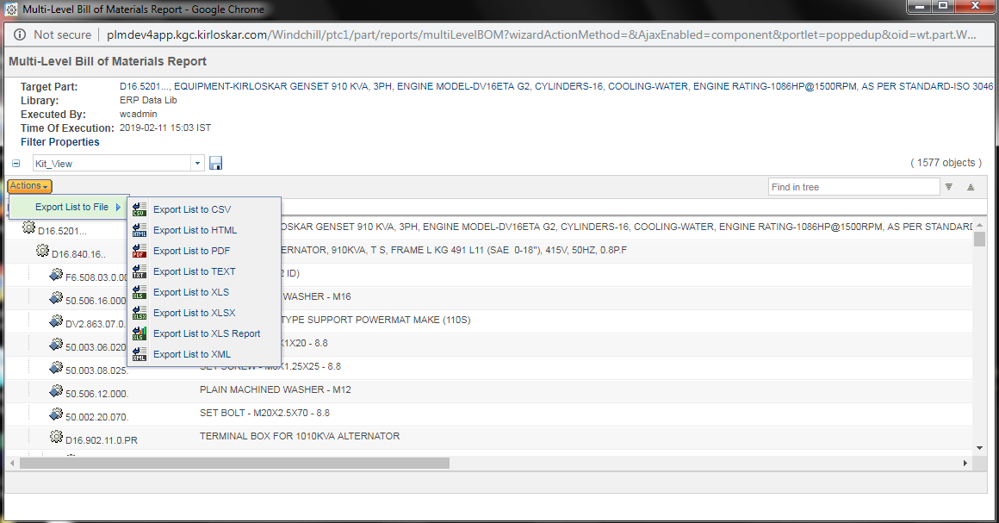 Multi-Level Bill of Materials Report - Google Chrome
Not secure | plmdev4app.kgc.kirloskar.com/Windchill/ptc1/part/reports/multiLevelBOM?wizardActionMethod=&AjaxEnabled=component&portlet=poppedup&oid=wt.part.W...
Multi-Level Bill of Materials Report
Target Part: D16.5201..., EQUIPMENT-KIRLOSKAR GENSET 910 KVA, 3PH, ENGINE MODEL-DV16ETA G2, CYLINDERS-16, COOLING-WATER, ENGINE RATING-1086HP@1500RPM, AS PER STANDARD-ISO 3046
Library: ERP Data Lib
Executed By: wcadmin
Time Of Execution: 2019-02-11 15:03 IST
Filter Properties
Kit_View ( 1577 objects )
Actions Find in tree
Export List to File
Export List to CSV
Export List to HTML
Export List to PDF
Export List to TEXT
Export List to XLS
Export List to XLSX
Export List to XLS Report
Export List to XML
D16.5201... OSKAR GENSET 910 KVA, 3PH, ENGINE MODEL-DV16ETA G2, CYLINDERS-16, COOLING-WATER, ENGINE RATING-1086HP@1500RPM, AS PER STANDARD
D16.840.16.. ERNATOR, 910KVA, T S, FRAME L KG 491 L11 (SAE 0-18"), 415V, 50HZ, 0.8P.F
F6.508.03.0.00 2 ID)
50.506.16.000 WASHER - M16
DV2.863.07.0. TYPE SUPPORT POWERMAT MAKE (110S)
50.003.06.020 X1X20 - 8.8
50.003.08.025. SET SCREW - M8X1.25X25 - 8.8
50.506.12.000. PLAIN MACHINED WASHER - M12
50.002.20.070. SET BOLT - M20X2.5X70 - 8.8
D16.902.11.0.PR TERMINAL BOX FOR 1010KVA ALTERNATOR